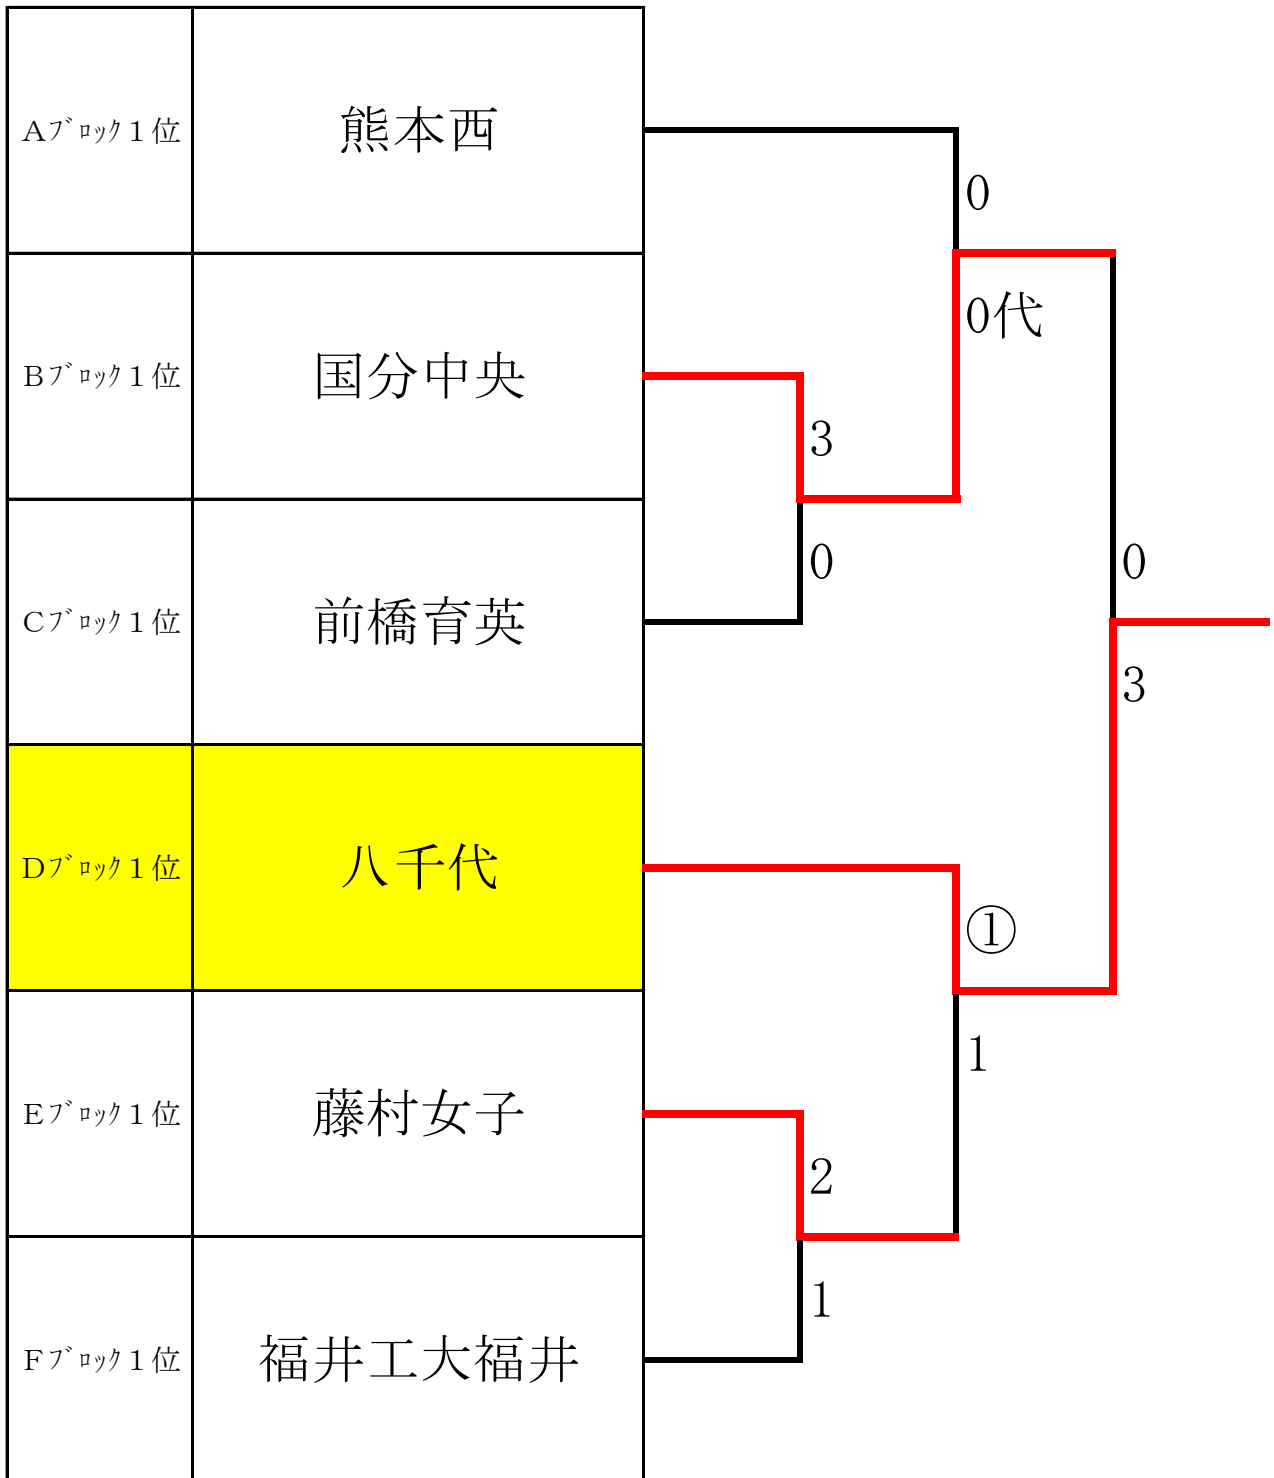 Aﾌﾞﾛｯｸ1位 熊本西
0
Bﾌﾞﾛｯｸ1位 国分中央
0代
3
Cﾌﾞﾛｯｸ1位 前橋育英
0
0
3
Dﾌﾞﾛｯｸ1位 八千代
①
1
Eﾌﾞﾛｯｸ1位 藤村女子
2
1
Fﾌﾞﾛｯｸ1位 福井工大福井